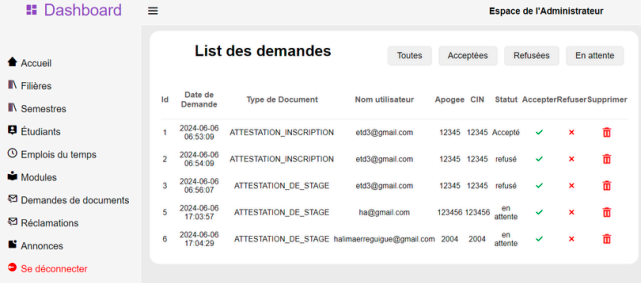 Dashboard
Espace de l'Administrateur
Accueil
Filières
Semestres
Étudiants
Emplois du temps
Modules
Demandes de documents
Réclamations
Annonces
Se déconnecter
List des demandes
Toutes Acceptées Refusées En attente
Id Date de Demande Type de Document Nom utilisateur Apogee CIN Statut Accepter Refuser Supprimer
1 2024-06-06 06:53:09 ATTESTATION_INSCRIPTION etd3@gmail.com 12345 12345 Accepté
2 2024-06-06 06:54:09 ATTESTATION_INSCRIPTION etd3@gmail.com 12345 12345 refusé
3 2024-06-06 06:56:07 ATTESTATION_DE_STAGE etd3@gmail.com 12345 12345 refusé
5 2024-06-06 17:03:57 ATTESTATION_DE_STAGE ha@gmail.com 123456 123456 en attente
6 2024-06-06 17:04:29 ATTESTATION_DE_STAGE halimaerreguigue@gmail.com 2004 2004 en attente